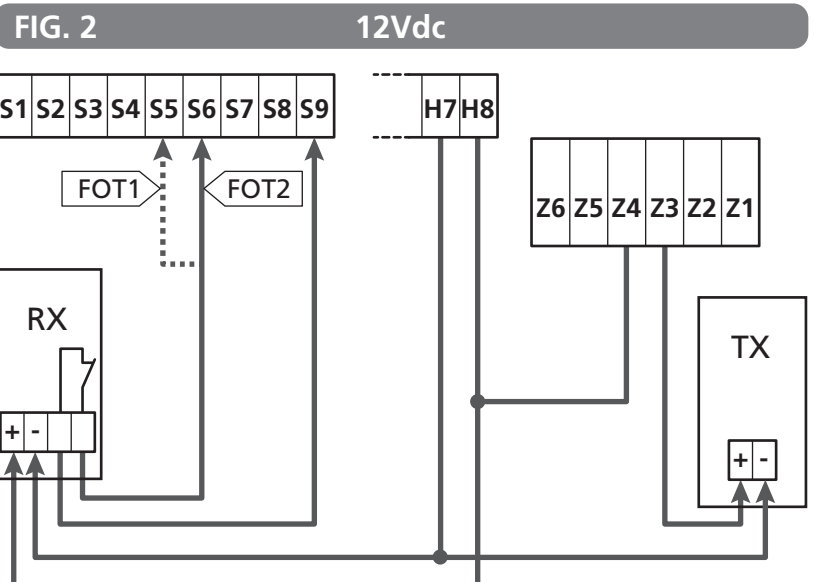 FIG. 2 12Vdc
S1 S2 S3 S4 S5 S6 S7 S8 S9 H7 H8
FOT1 FOT2
Z6 Z5 Z4 Z3 Z2 Z1
RX
TX
+ -
+ -